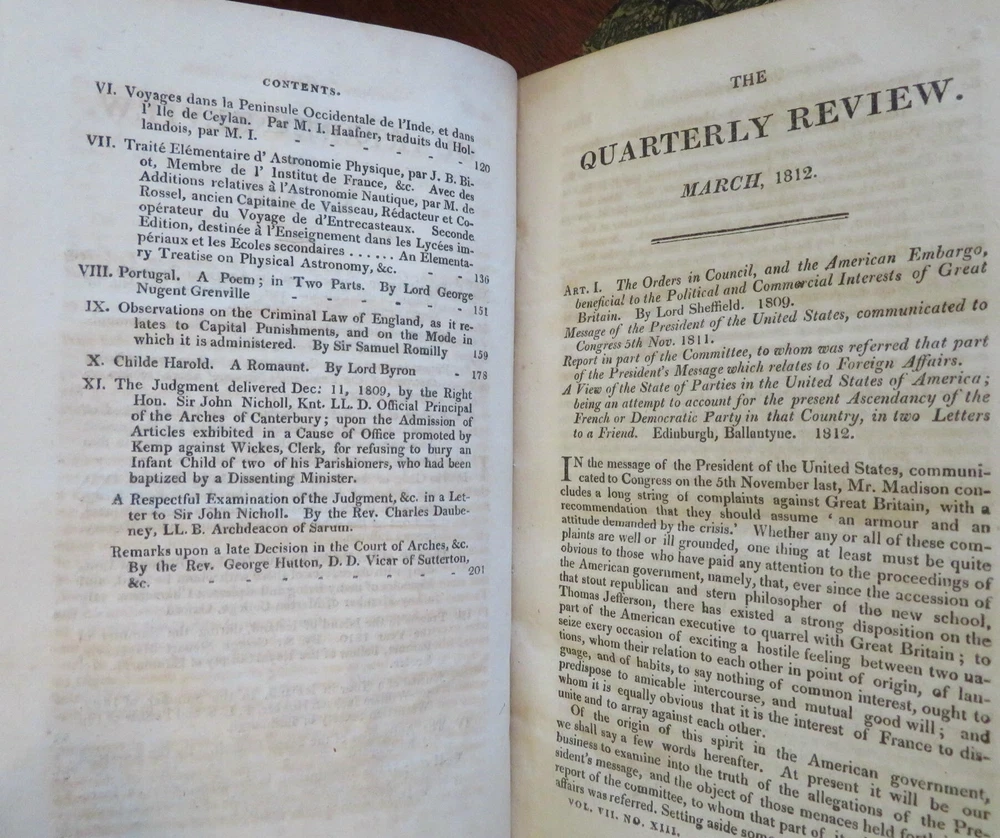 CONTENTS.
VI. Voyages dans la Peninsule Occidentale de l'Inde, et dans
l' Ile de Ceylan. Par M. I. Haafner, traduits du Hol-
landois, par M. I. - - - - - - 120
VII. Traité Elémentaire d' Astronomie Physique, par J. B. Bi-
ot, Membre de l' Institut de France, &c. Avec des
Additions relatives à l'Astronomie Nautique, par M. de
Rossel, ancien Capitaine de Vaisseau, Rédacteur et Co-
opérateur du Voyage de d'Entrecasteaux. Seconde
Edition, destinée à l'Enseignement dans les Lycées im-
périaux et les Ecoles secondaires ...... An Elementa-
ry Treatise on Physical Astronomy, &c. - - 136
VIII. Portugal. A Poem; in Two Parts. By Lord George
Nugent Grenville - - - - - - 151
IX. Observations on the Criminal Law of England, as it re-
lates to Capital Punishments, and on the Mode in
which it is administered. By Sir Samuel Romilly 159
X. Childe Harold. A Romaunt. By Lord Byron - 178
XI. The Judgment delivered Dec: 11, 1809, by the Right
Hon. Sir John Nicholl, Knt. LL. D. Official Principal
of the Arches of Canterbury; upon the Admission of
Articles exhibited in a Cause of Office promoted by
Kemp against Wickes, Clerk, for refusing to bury an
Infant Child of two of his Parishioners, who had been
baptized by a Dissenting Minister.
A Respectful Examination of the Judgment, &c. in a Let-
ter to Sir John Nicholl. By the Rev. Charles Daube-
ney, LL. B. Archdeacon of Sarum.
Remarks upon a late Decision in the Court of Arches, &c.
By the Rev. George Hutton, D. D. Vicar of Sutterton,
&c. - - - - - - - - 201
THE
QUARTERLY REVIEW.
MARCH, 1812.
ART. I. The Orders in Council, and the American Embargo,
beneficial to the Political and Commercial Interests of Great
Britain. By Lord Sheffield. 1809.
Message of the President of the United States, communicated to
Congress 5th Nov. 1811.
Report in part of the Committee, to whom was referred that part
of the President's Message which relates to Foreign Affairs.
A View of the State of Parties in the United States of America;
being an attempt to account for the present Ascendancy of the
French or Democratic Party in that Country, in two Letters
to a Friend. Edinburgh, Ballantyne. 1812.
IN the message of the President of the United States, communi-
cated to Congress on the 5th November last, Mr. Madison con-
cludes a long string of complaints against Great Britain, with a
recommendation that they should assume ' an armour and an
attitude demanded by the crisis.' Whether any or all of these com-
plaints are well or ill grounded, one thing at least must be quite
obvious to those who have paid any attention to the proceedings of
the American government, namely, that, ever since the accession of
that stout republican and stern philosopher of the new school,
Thomas Jefferson, there has existed a strong disposition on the
part of the American executive to quarrel with Great Britain; to
seize every occasion of exciting a hostile feeling between two na-
tions, whom their relation to each other in point of origin, of lan-
guage, and of habits, to say nothing of common interest, ought to
predispose to amicable intercourse, and mutual good will; and
whom it is equally obvious that it is the interest of France to dis-
unite and to array against each other.
Of the origin of this spirit in the American government,
we shall say a few words hereafter. At present it will be our
business to examine into the truth of the allegations of the Pre-
sident's message, and the object of those menaces held
report of the committee, to whom that part of
affairs was referred. Setting aside some
VOL. VII. NO. XIII.